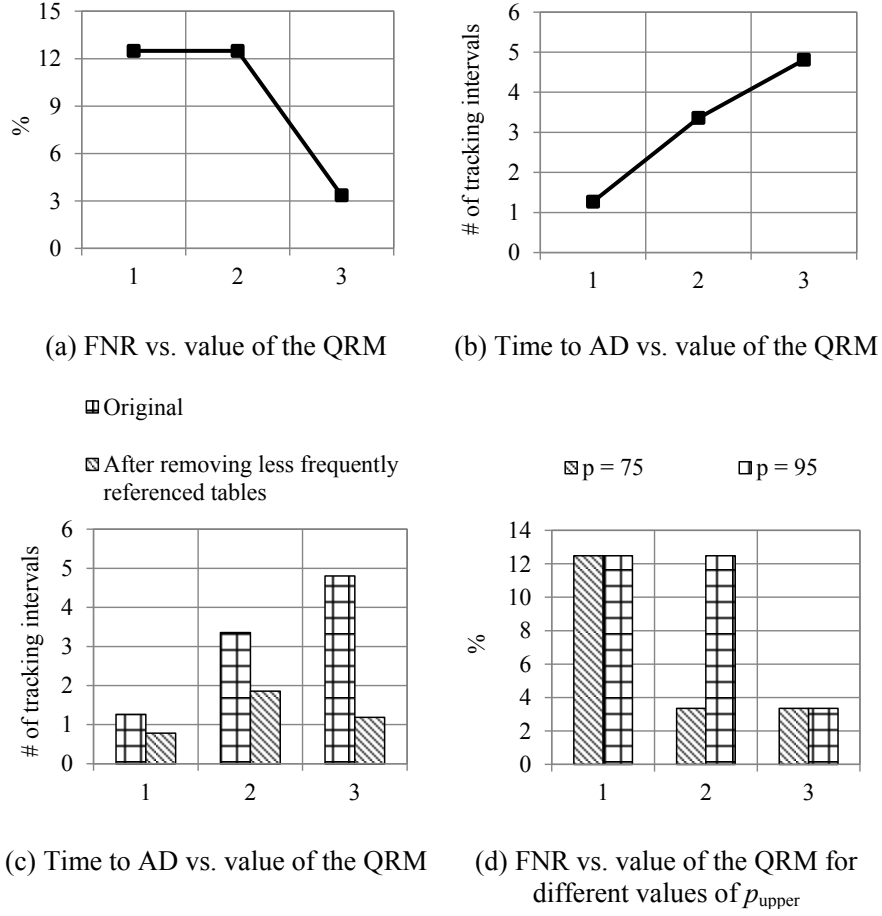 15
12
9
6
3
0
%
1 2 3
(a) FNR vs. value of the QRM
6
5
4
3
2
1
0
# of tracking intervals
1 2 3
(b) Time to AD vs. value of the QRM
Original
After removing less frequently
referenced tables
6
5
4
3
2
1
0
# of tracking intervals
1 2 3
(c) Time to AD vs. value of the QRM
p = 75 p = 95
14
12
10
8
6
4
2
0
%
1 2 3
(d) FNR vs. value of the QRM for
different values of p_upper